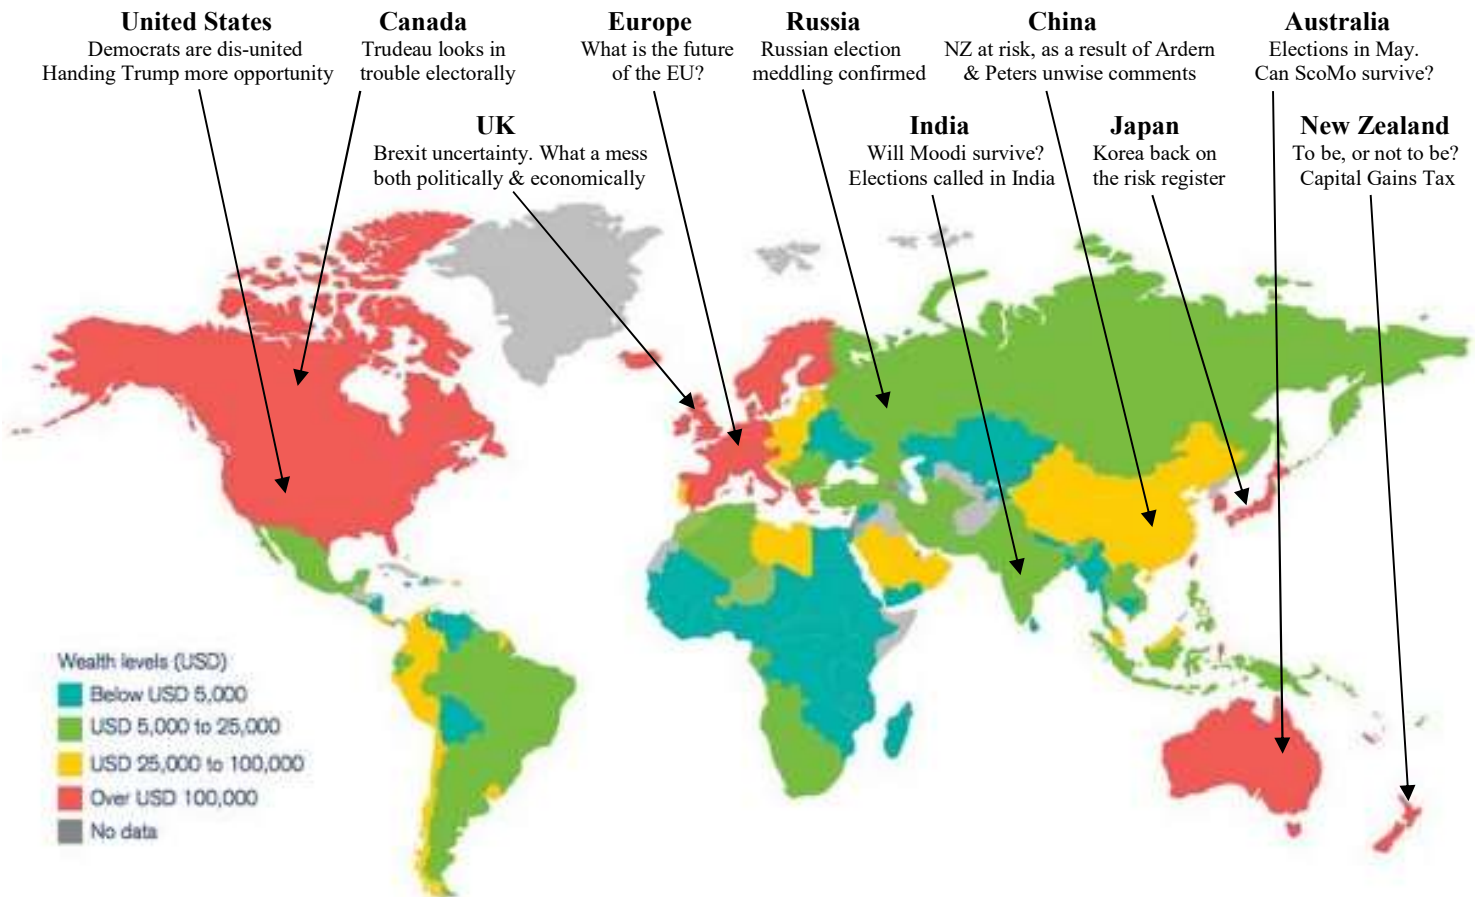 United States
Democrats are dis-united
Handing Trump more opportunity
Canada
Trudeau looks in
trouble electorally
Europe
What is the future
of the EU?
Russia
Russian election
meddling confirmed
China
NZ at risk, as a result of Ardern
& Peters unwise comments
Australia
Elections in May.
Can ScoMo survive?
UK
Brexit uncertainty. What a mess
both politically & economically
India
Will Moodi survive?
Elections called in India
Japan
Korea back on
the risk register
New Zealand
To be, or not to be?
Capital Gains Tax
Wealth levels (USD)
Below USD 5,000
USD 5,000 to 25,000
USD 25,000 to 100,000
Over USD 100,000
No data